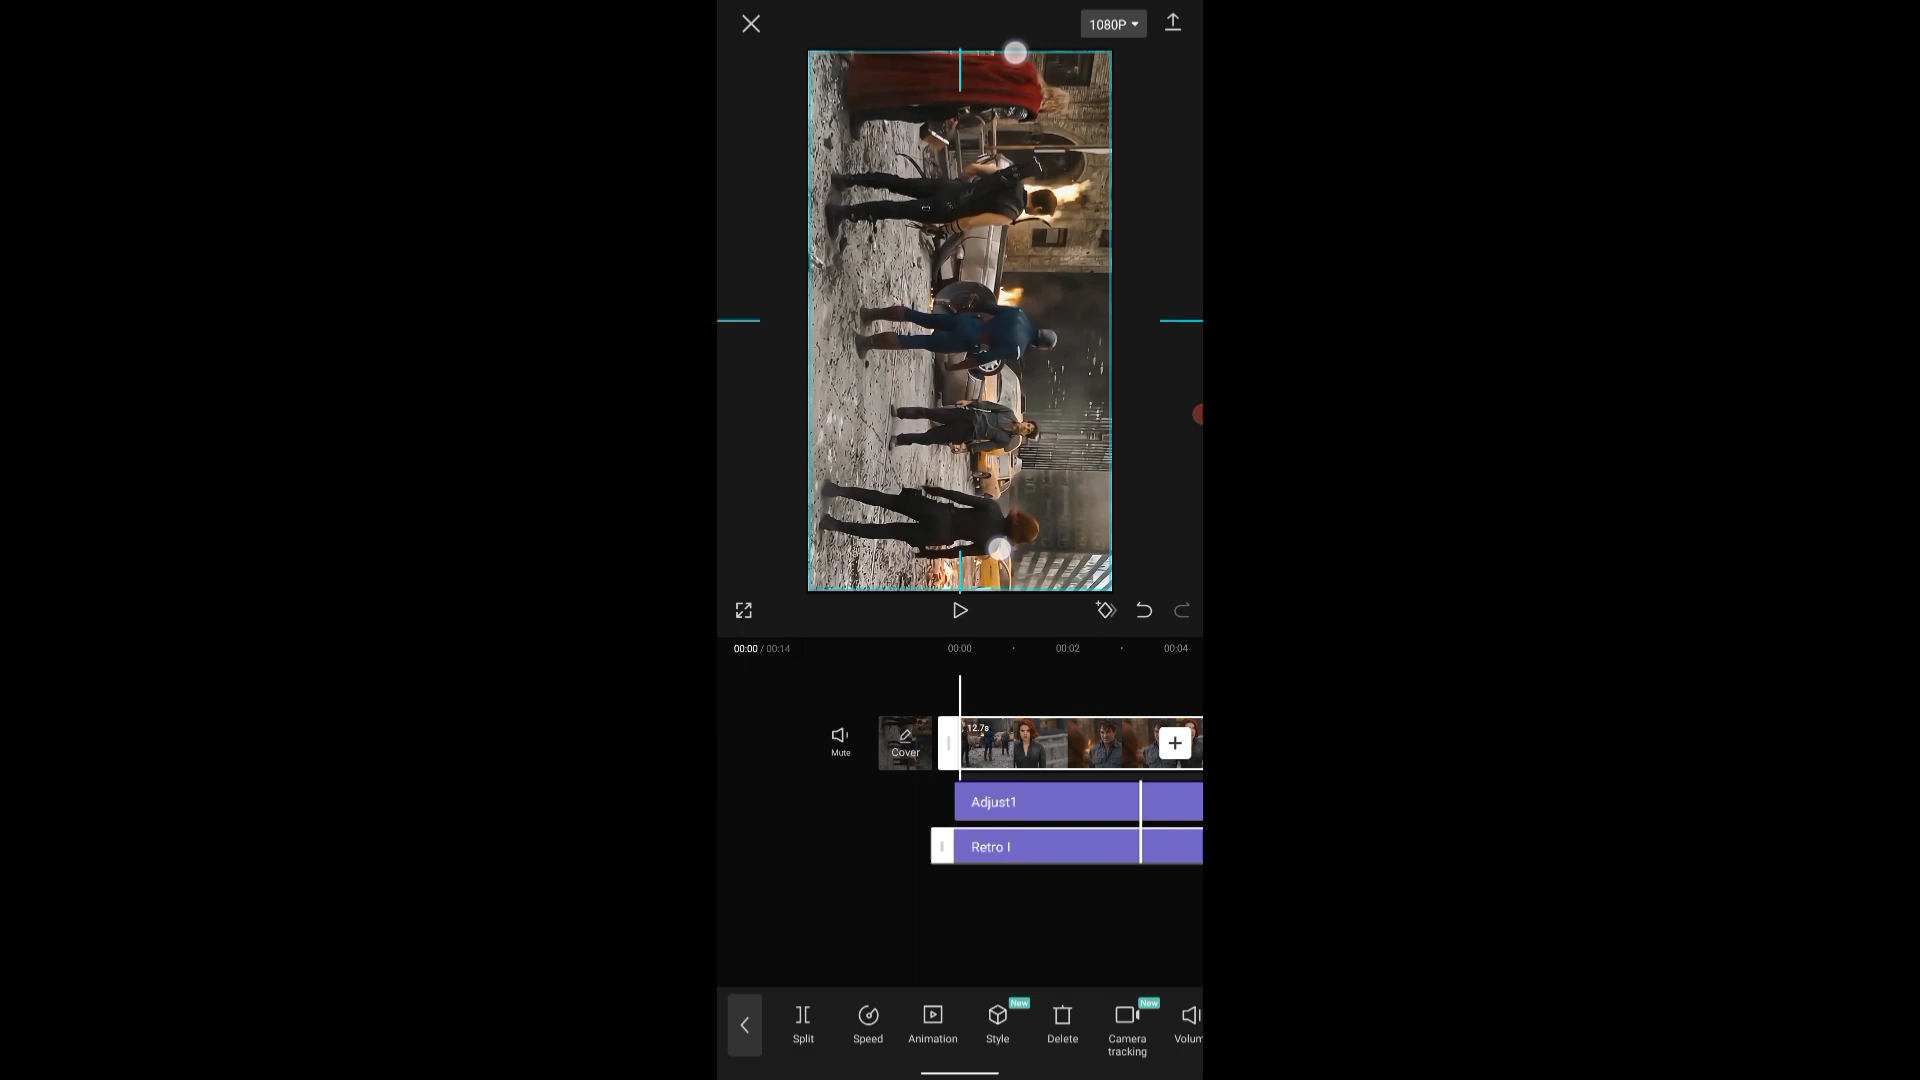 1080P
00:00 / 00:14
00:00
00:02
00:04
Mute
Cover
12.7s
Adjust1
Retro I
Split
Speed
Animation
New
Style
Delete
New
Camera
tracking
Volum